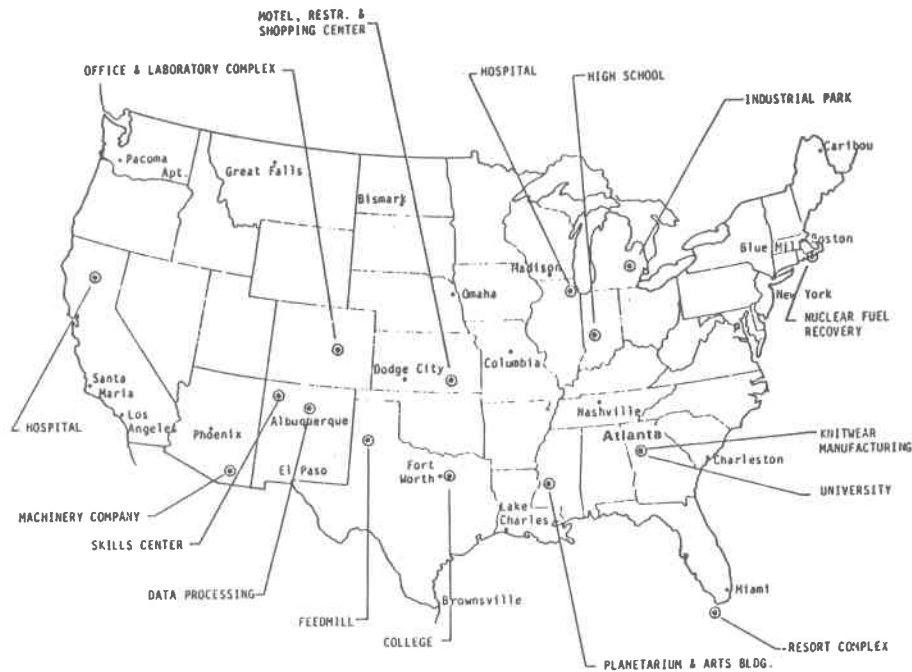 MOTEL, RESTR. &
SHOPPING CENTER
OFFICE & LABORATORY COMPLEX
HOSPITAL
HIGH SCHOOL
INDUSTRIAL PARK
Pacoma
Apt.
Great Falls
Bismark
Caribou
Blue Mill
Boston
Madison
Omaha
New York
NUCLEAR FUEL
RECOVERY
Dodge City
Columbia
Santa
Maria
Los
Angeles
HOSPITAL
Phoenix
Albuquerque
Nashville
Atlanta
KNITWEAR
MANUFACTURING
Charleston
El Paso
Fort
Worth
UNIVERSITY
MACHINERY COMPANY
SKILLS CENTER
Lake
Charles
DATA PROCESSING
Brownsville
Miami
FEEDMILL
COLLEGE
RESORT COMPLEX
PLANETARIUM & ARTS BLDG.